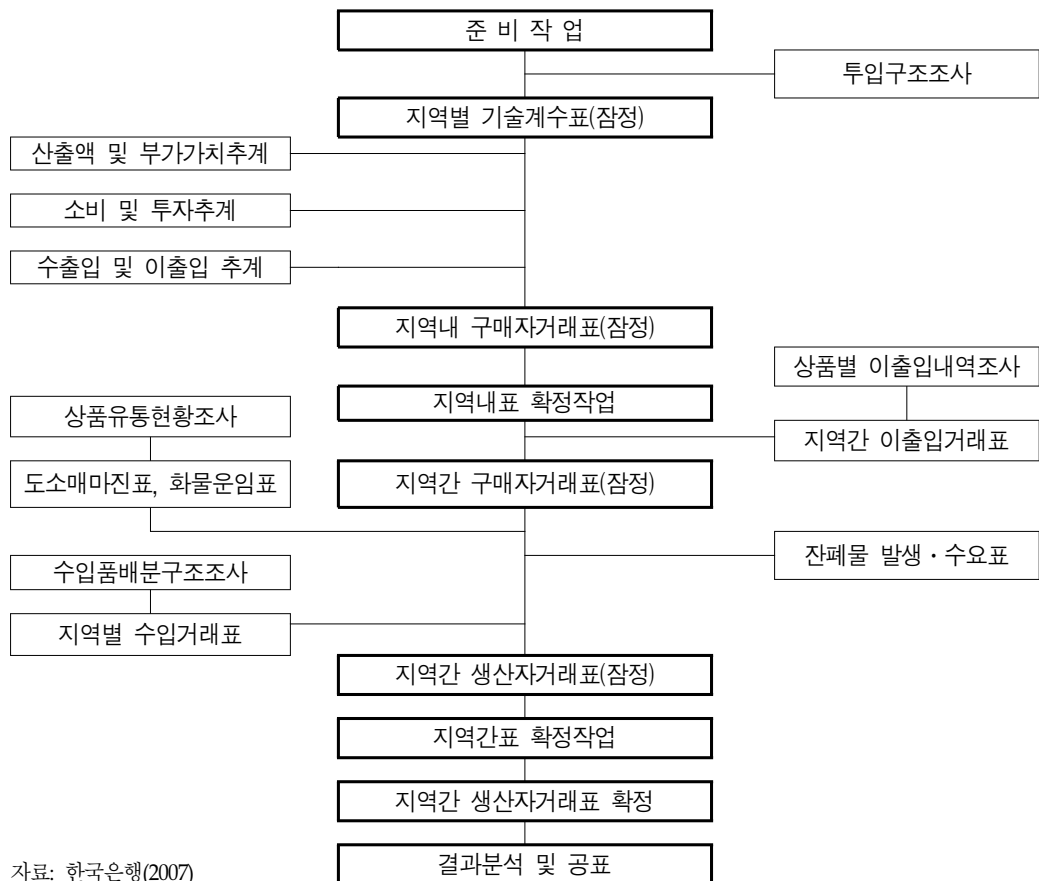 준 비 작 업
투입구조조사
지역별 기술계수표(잠정)
산출액 및 부가가치추계
소비 및 투자추계
수출입 및 이출입 추계
지역내 구매자거래표(잠정)
상품별 이출입내역조사
지역내표 확정작업
상품유통현황조사
지역간 이출입거래표
도소매마진표, 화물운임표
지역간 구매자거래표(잠정)
잔폐물 발생·수요표
수입품배분구조조사
지역별 수입거래표
지역간 생산자거래표(잠정)
지역간표 확정작업
지역간 생산자거래표 확정
결과분석 및 공표
자료: 한국은행(2007)